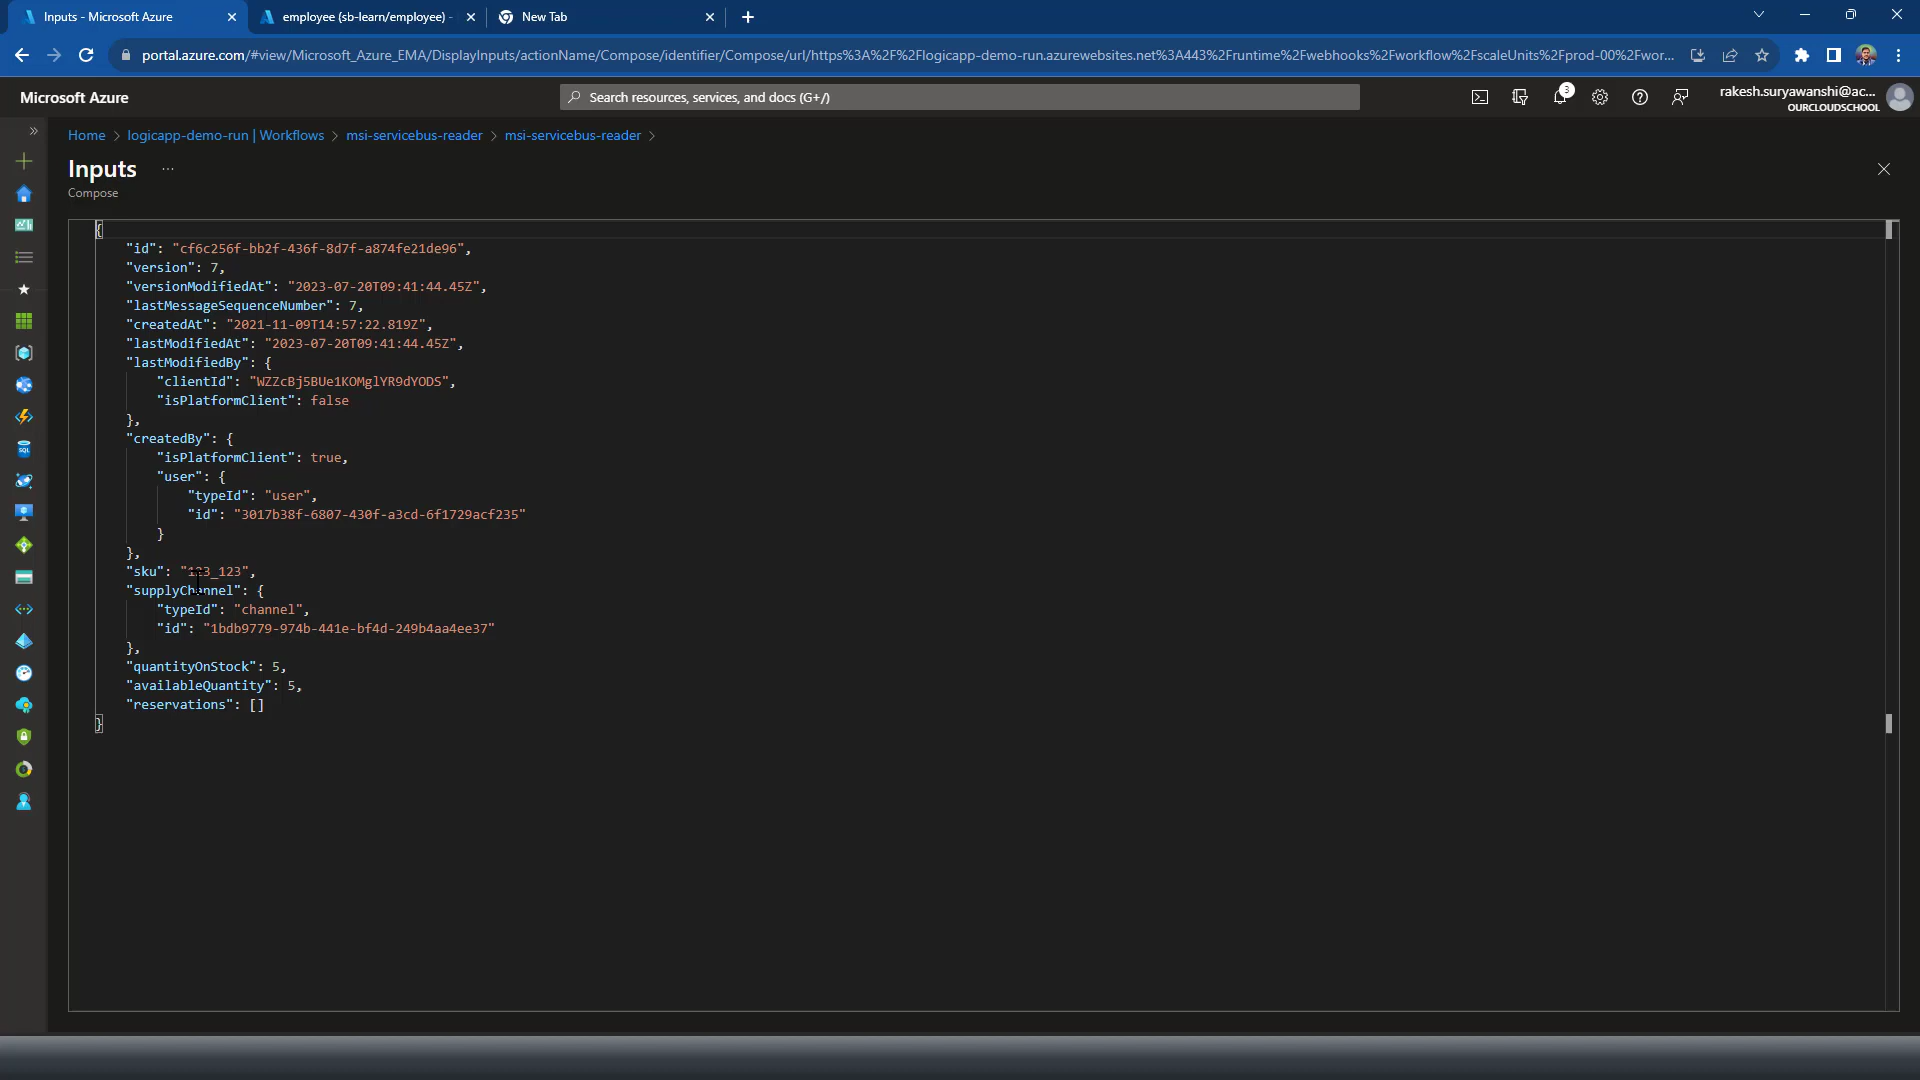 Inputs - Microsoft Azure
employee (sb-learn/employee) -
New Tab
portal.azure.com/#view/Microsoft_Azure_EMA/DisplayInputs/actionName/Compose/identifier/Compose/url/https%3A%2F%2Flogicapp-demo-run.azurewebsites.net%3A443%2Fruntime%2Fwebhooks%2Fworkflow%2FscaleUnits%2Fprod-00%2Fwor...
Microsoft Azure
Search resources, services, and docs (G+/)
3
rakesh.suryawanshi@ac...
OURCLOUDSCHOOL
Home > logicapp-demo-run | Workflows > msi-servicebus-reader > msi-servicebus-reader >
Inputs ...
Compose
{
"id": "cf6c256f-bb2f-436f-8d7f-a874fe21de96",
"version": 7,
"versionModifiedAt": "2023-07-20T09:41:44.45Z",
"lastMessageSequenceNumber": 7,
"createdAt": "2021-11-09T14:57:22.819Z",
"lastModifiedAt": "2023-07-20T09:41:44.45Z",
"lastModifiedBy": {
"clientId": "WZZcBj5BUe1KOMglYR9dYODS",
"isPlatformClient": false
},
"createdBy": {
"isPlatformClient": true,
"user": {
"typeId": "user",
"id": "3017b38f-6807-430f-a3cd-6f1729acf235"
}
},
"sku": "123_123",
"supplyChannel": {
"typeId": "channel",
"id": "1bdb9779-974b-441e-bf4d-249b4aa4ee37"
},
"quantityOnStock": 5,
"availableQuantity": 5,
"reservations": []
}